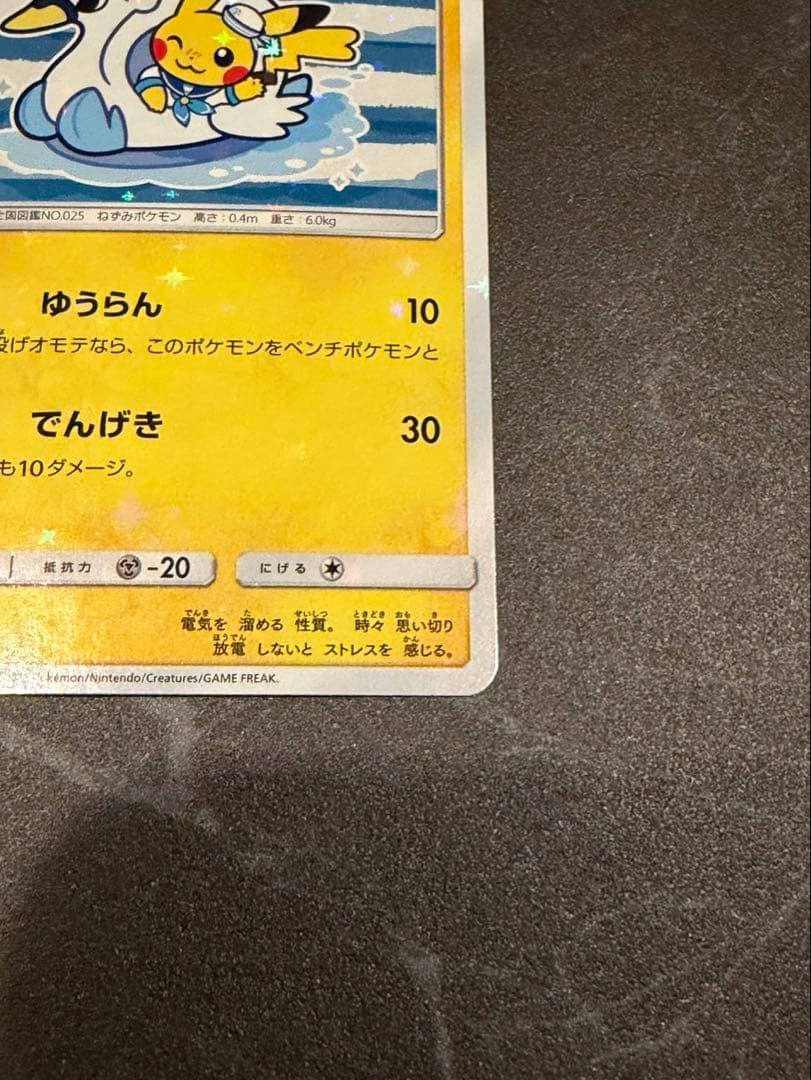 全国図鑑NO.025 ねずみポケモン 高さ:0.4m 重さ:6.0kg
ゆうらん 10
投げオモテなら、このポケモンをベンチポケモンと
でんげき 30
も10ダメージ。
抵抗力 -20 にげる
電気を 溜める 性質。 時々 思い切り
放電 しないと ストレスを 感じる。
okémon/Nintendo/Creatures/GAME FREAK.